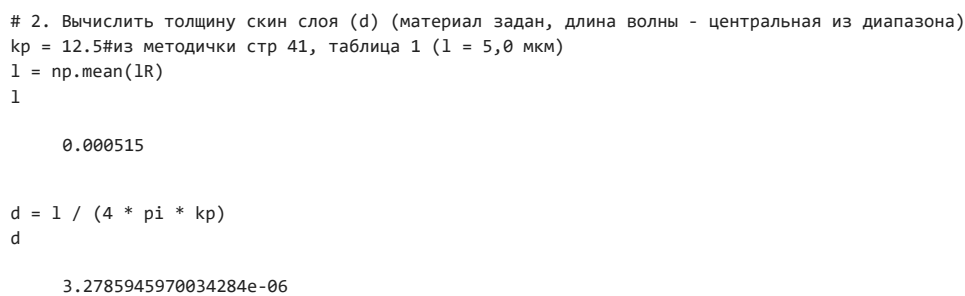 # 2. Вычислить толщину скин слоя (d) (материал задан, длина волны - центральная из диапазона)
kp = 12.5#из методички стр 41, таблица 1 (l = 5,0 мкм)
l = np.mean(lR)
l
0.000515
d = l / (4 * pi * kp)
d
3.2785945970034284e-06